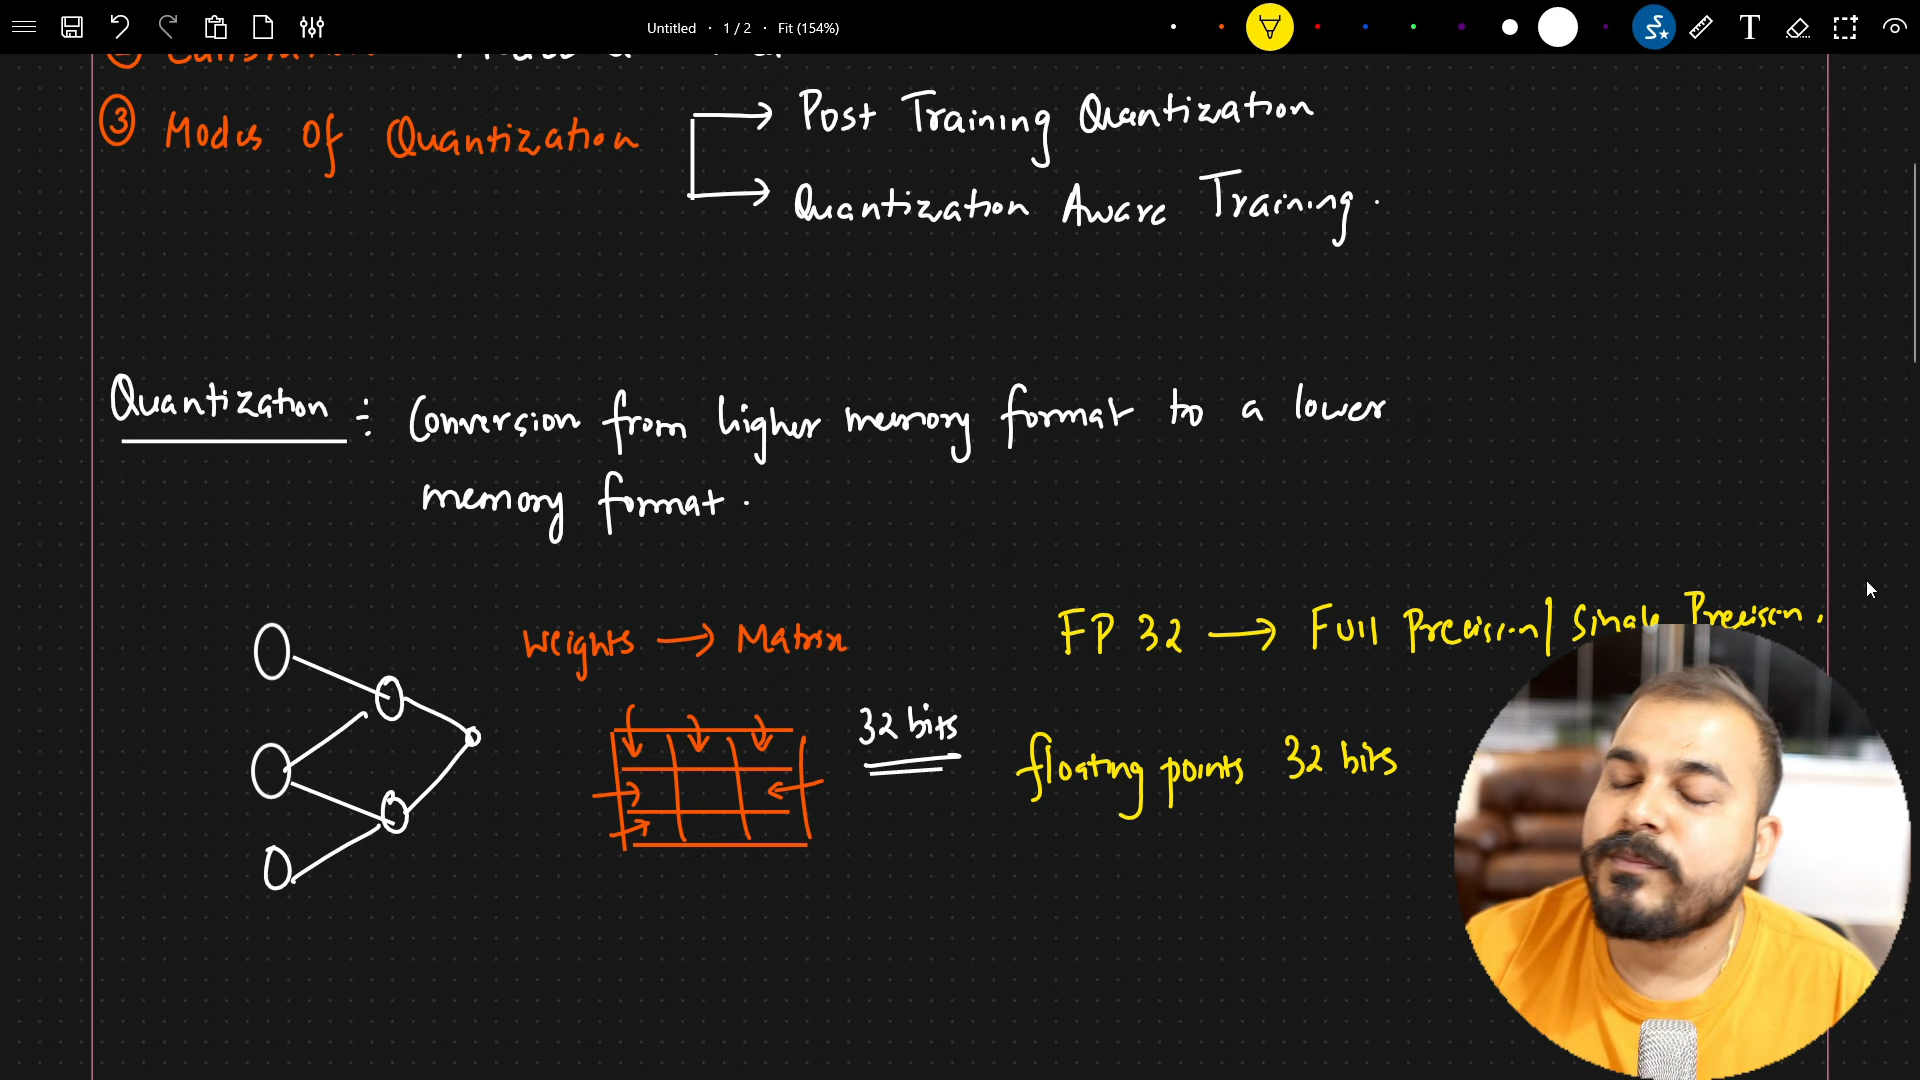 Untitled · 1 / 2 · Fit (154%)
③ Modes Of Quantization
Post Training Quantization
Quantization Aware Training.
Quantization : Conversion from higher memory format to a lower
memory format.
Weights → Matrix
32 bits
FP 32 → Full Precision / Single Precision.
floating points 32 bits